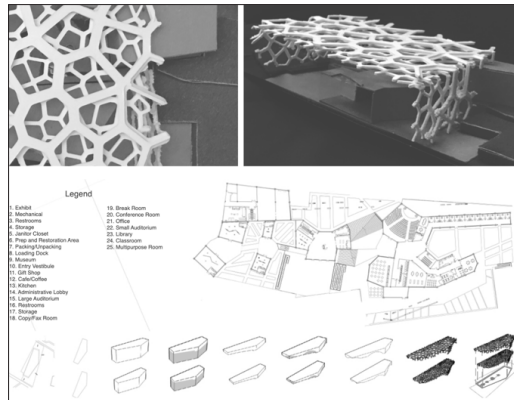 Legend
1. Exhibit
2. Mechanical
3. Restrooms
4. Storage
5. Janitor Closet
6. Prep and Restoration Area
7. Packing/Unpacking
8. Loading Dock
9. Museum
10. Entry Vestibule
11. Gift Shop
12. Cafe/Coffee
13. Kitchen
14. Administrative Lobby
15. Large Auditorium
16. Restrooms
17. Storage
18. Copy/Fax Room
19. Break Room
20. Conference Room
21. Office
22. Small Auditorium
23. Library
24. Classroom
25. Multipurpose Room